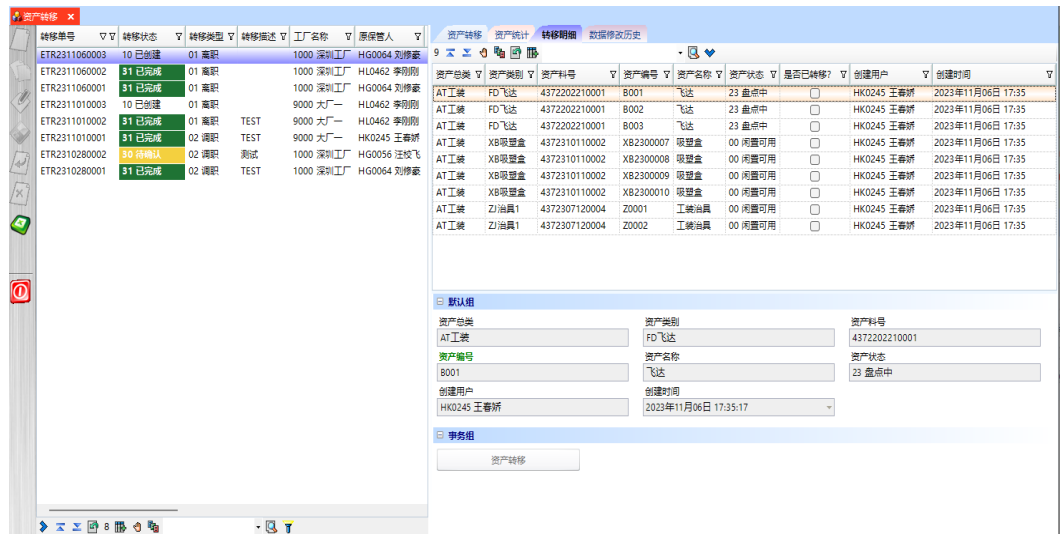 资产转移
转移单号 转移状态 转移类型 转移描述 工厂名称 原保管人
ETR2311060003 10 已创建 01 离职 1000 深圳工厂 HG0064 刘修豪
ETR2311060002 31 已完成 01 离职 1000 深圳工厂 HL0462 李刚刚
ETR2311060001 31 已完成 01 离职 1000 深圳工厂 HG0064 刘修豪
ETR2311010003 10 已创建 01 离职 9000 大厂一 HL0462 李刚刚
ETR2311010002 31 已完成 01 离职 TEST 9000 大厂一 HL0462 李刚刚
ETR2311010001 31 已完成 02 调职 TEST 9000 大厂一 HK0245 王春娇
ETR2310280002 30 待确认 02 调职 测试 1000 深圳工厂 HG0056 汪校飞
ETR2310280001 31 已完成 02 调职 TEST 1000 深圳工厂 HG0064 刘修豪
8
资产转移 资产统计 转移明细 数据修改历史
9
资产总类 资产类别 资产料号 资产编号 资产名称 资产状态 是否已转移? 创建用户 创建时间
AT工装 FD飞达 4372202210001 B001 飞达 23 盘点中 HK0245 王春娇 2023年11月06日 17:35
AT工装 FD飞达 4372202210001 B002 飞达 23 盘点中 HK0245 王春娇 2023年11月06日 17:35
AT工装 FD飞达 4372202210001 B003 飞达 23 盘点中 HK0245 王春娇 2023年11月06日 17:35
AT工装 XB吸塑盒 4372310110002 XB2300007 吸塑盒 00 闲置可用 HK0245 王春娇 2023年11月06日 17:35
AT工装 XB吸塑盒 4372310110002 XB2300008 吸塑盒 00 闲置可用 HK0245 王春娇 2023年11月06日 17:35
AT工装 XB吸塑盒 4372310110002 XB2300009 吸塑盒 00 闲置可用 HK0245 王春娇 2023年11月06日 17:35
AT工装 XB吸塑盒 4372310110002 XB2300010 吸塑盒 00 闲置可用 HK0245 王春娇 2023年11月06日 17:35
AT工装 ZJ治具1 4372307120004 Z0001 工装治具 00 闲置可用 HK0245 王春娇 2023年11月06日 17:35
AT工装 ZJ治具1 4372307120004 Z0002 工装治具 00 闲置可用 HK0245 王春娇 2023年11月06日 17:35
默认组
资产总类 资产类别 资产料号
AT工装 FD飞达 4372202210001
资产编号 资产名称 资产状态
B001 飞达 23 盘点中
创建用户 创建时间
HK0245 王春娇 2023年11月06日 17:35:17
事务组
资产转移